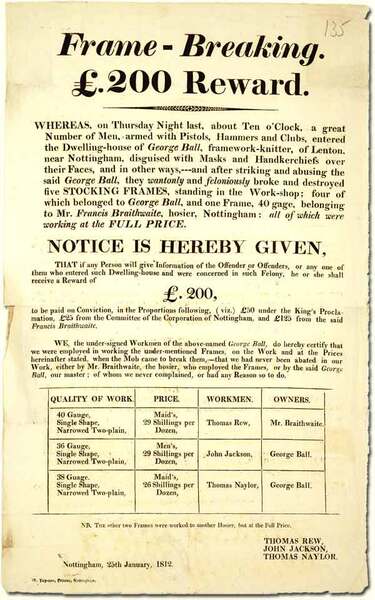 135
Frame-Breaking.
£.200 Reward.
WHEREAS, on Thursday Night last, about Ten o'Clock, a great
Number of Men, armed with Pistols, Hammers and Clubs, entered
the Dwelling-house of George Ball, framework-knitter, of Lenton,
near Nottingham, disguised with Masks and Handkerchiefs over
their Faces, and in other ways,---and after striking and abusing the
said George Ball, they wantonly and feloniously broke and destroyed
five STOCKING FRAMES, standing in the Work-shop; four of
which belonged to George Ball, and one Frame, 40 gage, belonging
to Mr. Francis Braithwaite, hosier, Nottingham: all of which were
working at the FULL PRICE.
NOTICE IS HEREBY GIVEN,
THAT if any Person will give Information of the Offender or Offenders, or any one of
them who entered such Dwelling-house and were concerned in such Felony, he or she shall
receive a Reward of
£.200,
to be paid on Conviction, in the Proportions following, (viz.) £50 under the King's Procla-
mation, £25 from the Committee of the Corporation of Nottingham, and £125 from the said
Francis Braithwaite.
WE, the under-signed Workmen of the above-named George Ball, do hereby certify that
we were employed in working the under-mentioned Frames, on the Work and at the Prices
hereinafter stated, when the Mob came to break them,—that we had never been abated in our
Work, either by Mr. Braithwaite, the hosier, who employed the Frames, or by the said George
Ball, our master; of whom we never complained, or had any Reason so to do.
QUALITY OF WORK. PRICE. WORKMEN. OWNERS.
40 Gauge,
Single Shape,
Narrowed Two-plain,
Maid's,
29 Shillings per
Dozen,
Thomas Rew,
Mr. Braithwaite.
36 Gauge,
Single Shape,
Narrowed Two-plain,
Men's,
29 Shillings per
Dozen,
John Jackson,
George Ball.
38 Guage,
Single Shape,
Narrowed Two-plain,
Maid's,
26 Shillings per
Dozen,
Thomas Naylor,
George Ball.
NB. THE other two Frames were worked to another House, but at the Full Price.
THOMAS REW,
JOHN JACKSON,
THOMAS NAYLOR.
Nottingham, 25th January, 1812.
Printer, Nottingham.